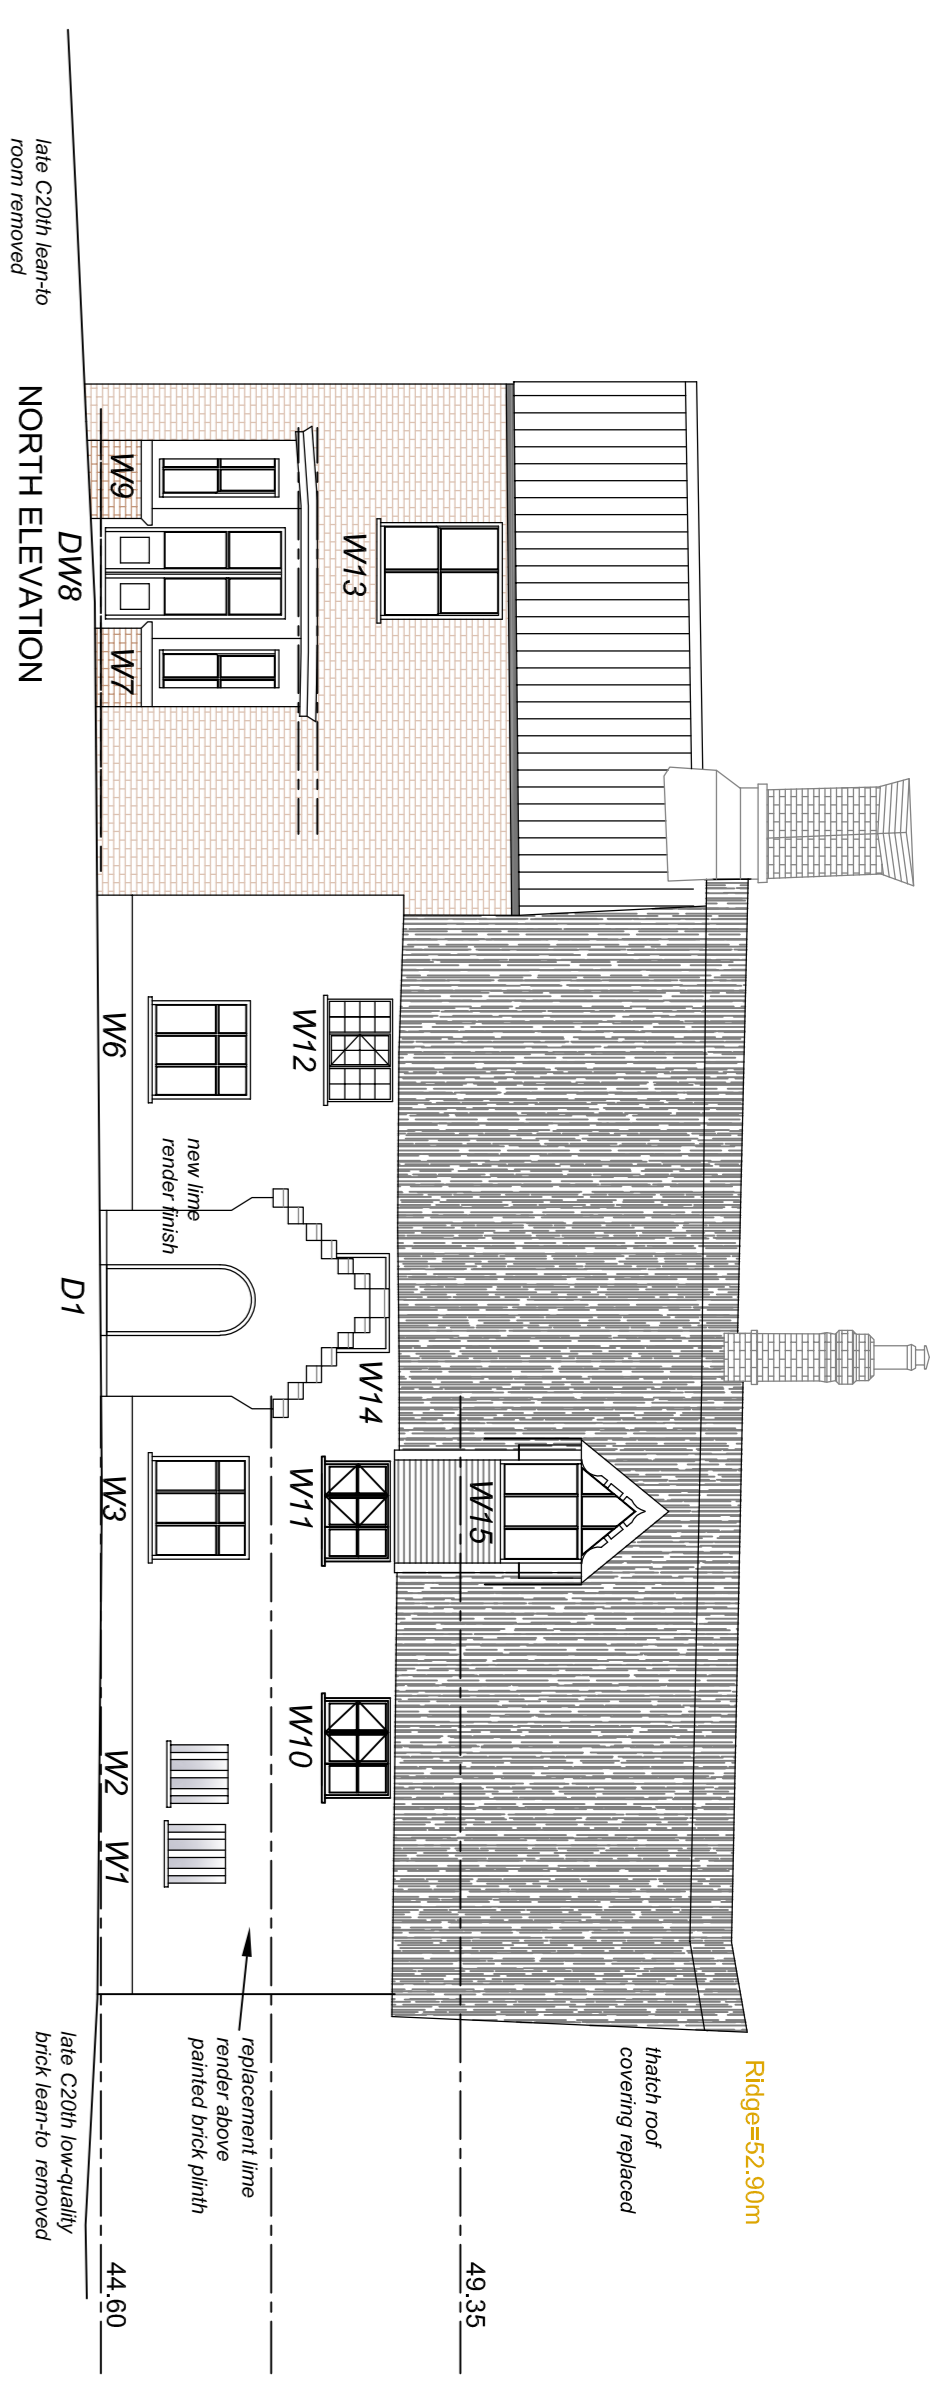 Ridge=52.90m
thatch roof
covering replaced
49.35
W13
W12
W14
W11
W15
W10
new lime
render finish
replacement lime
render above
painted brick plinth
W9
W7
W6
W3
W2
W1
44.60
DW8
D1
late C20th lean-to
room removed
NORTH ELEVATION
late C20th low-quality
brick lean-to removed